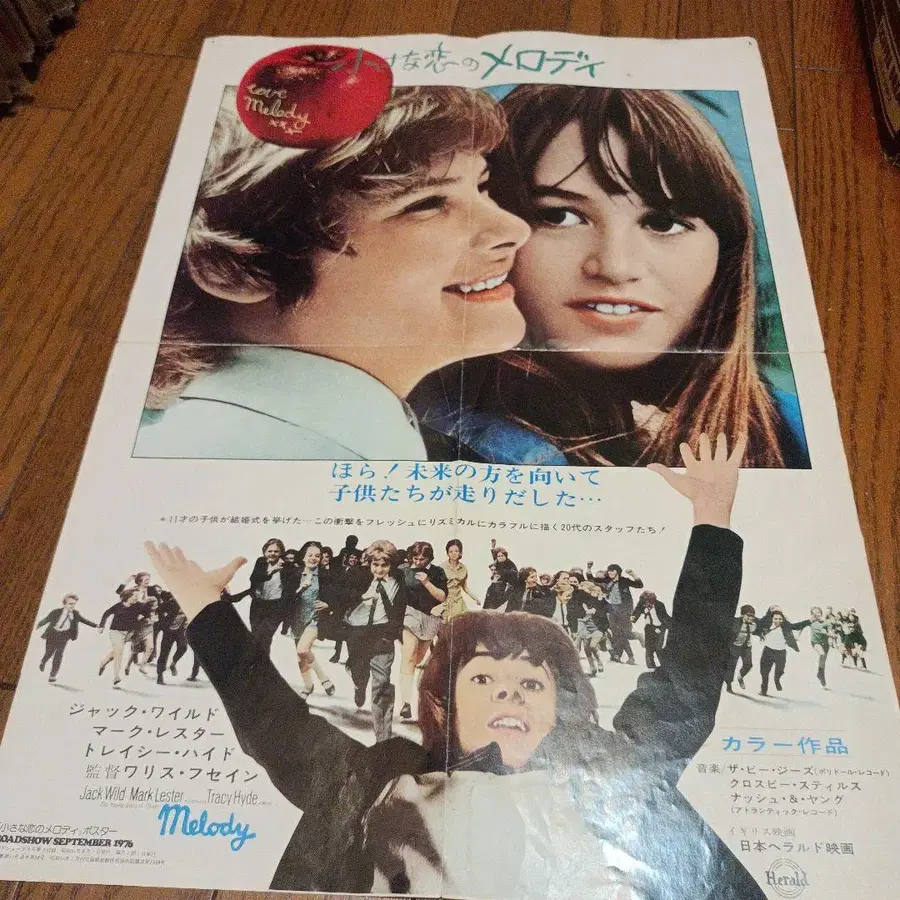 小さな恋のメロディ
Love
Melody
ほら!未来の方を向いて
子供たちが走りだした…
*11才の子供が結婚式を挙げた…この衝撃をフレッシュにリズミカルにカラフルに描く20代のスタッフたち!
ジャック・ワイルド
マーク・レスター
トレイシー・ハイド
監督 ワリス・フセイン
Jack Wild Mark Lester Tracy Hyde
Melody
カラー作品
音楽/ザ・ビー・ジーズ(ポリドール・レコード)
クロスビー・スティルス
ナッシュ・&・ヤング
(アトランティック・レコード)
イギリス映画
日本ヘラルド映画
Herald
「小さな恋のメロディ」ポスター
ROADSHOW SEPTEMBER 1976